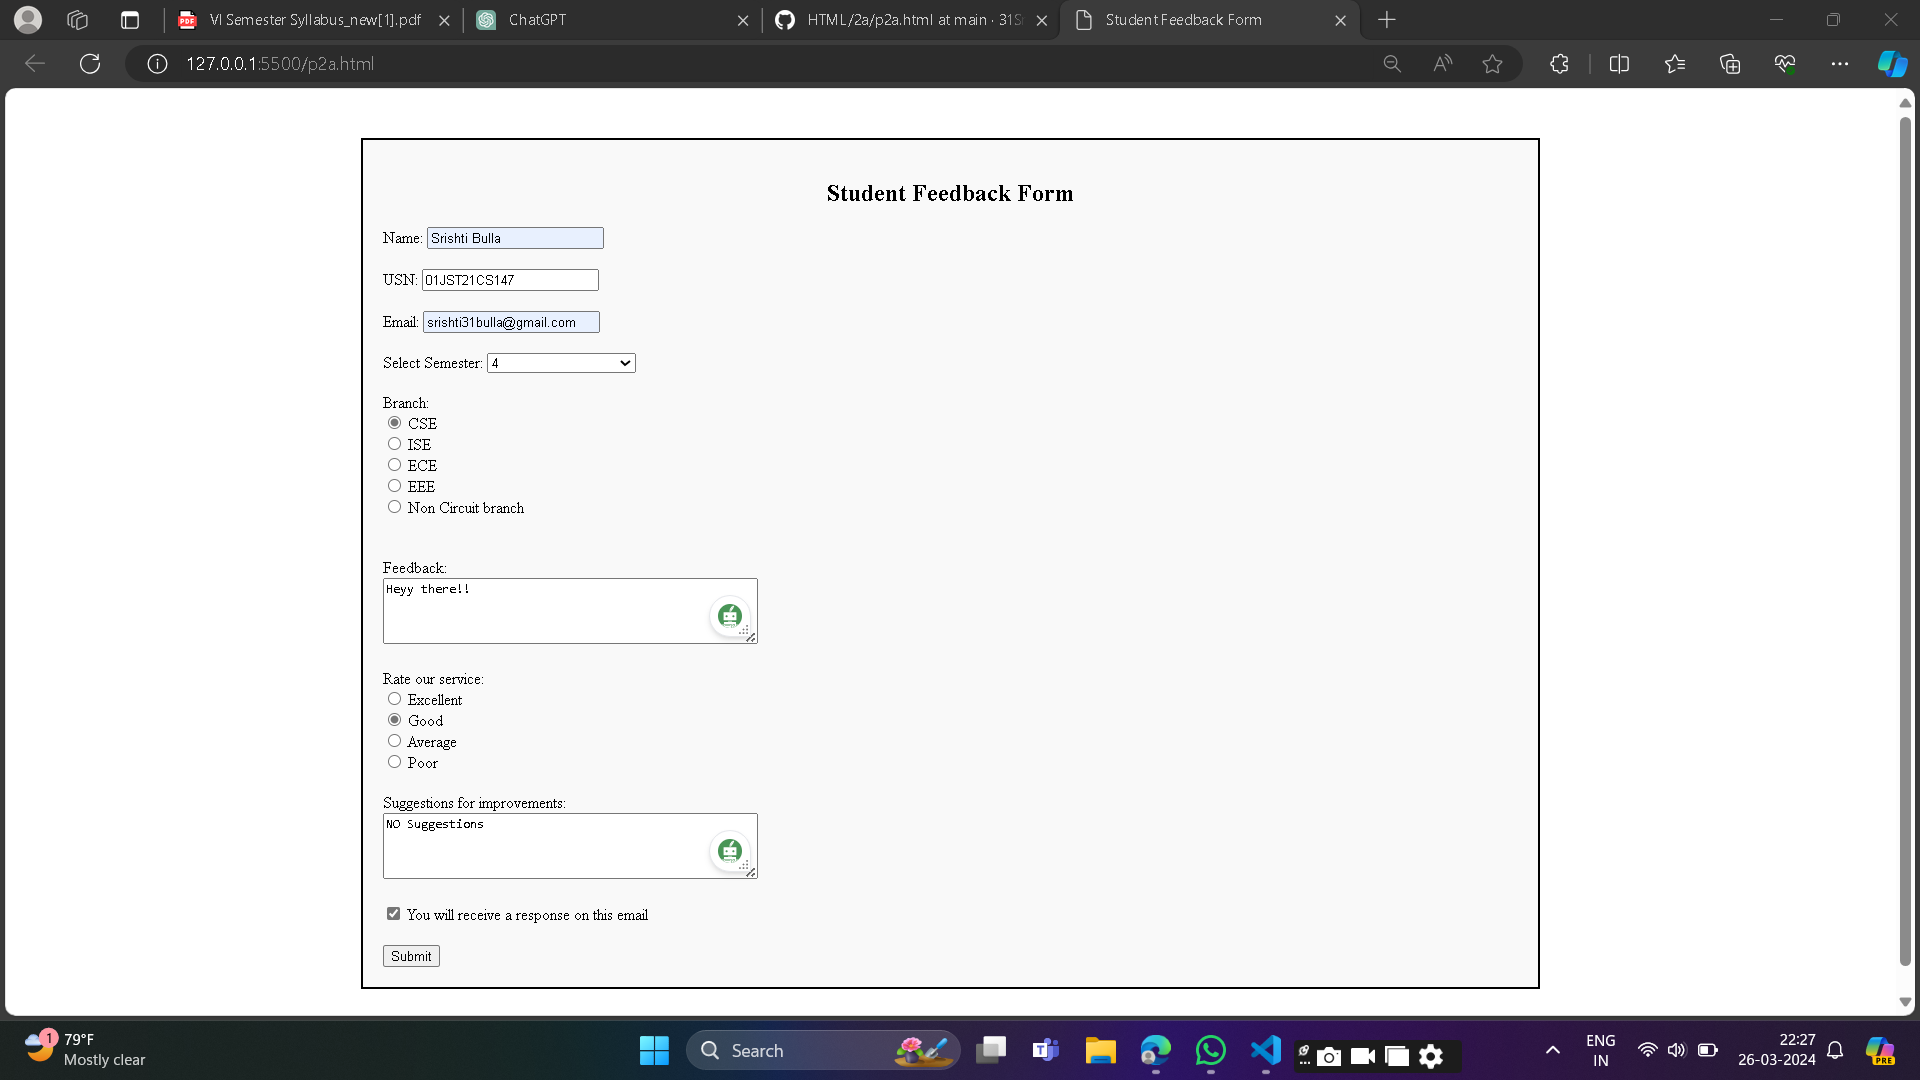 VI Semester Syllabus_new[1].pdf
ChatGPT
HTML/2a/p2a.html at main · 31S
Student Feedback Form
127.0.0.1:5500/p2a.html
Student Feedback Form
Name: Srishti Bulla
USN: 01JST21CS147
Email: srishti31bulla@gmail.com
Select Semester: 4
Branch:
CSE
ISE
ECE
EEE
Non Circuit branch
Feedback:
Heyy there!!
Rate our service:
Excellent
Good
Average
Poor
Suggestions for improvements:
NO Suggestions
You will receive a response on this email
Submit
1
79°F
Mostly clear
Search
ENG
IN
22:27
26-03-2024
PRE